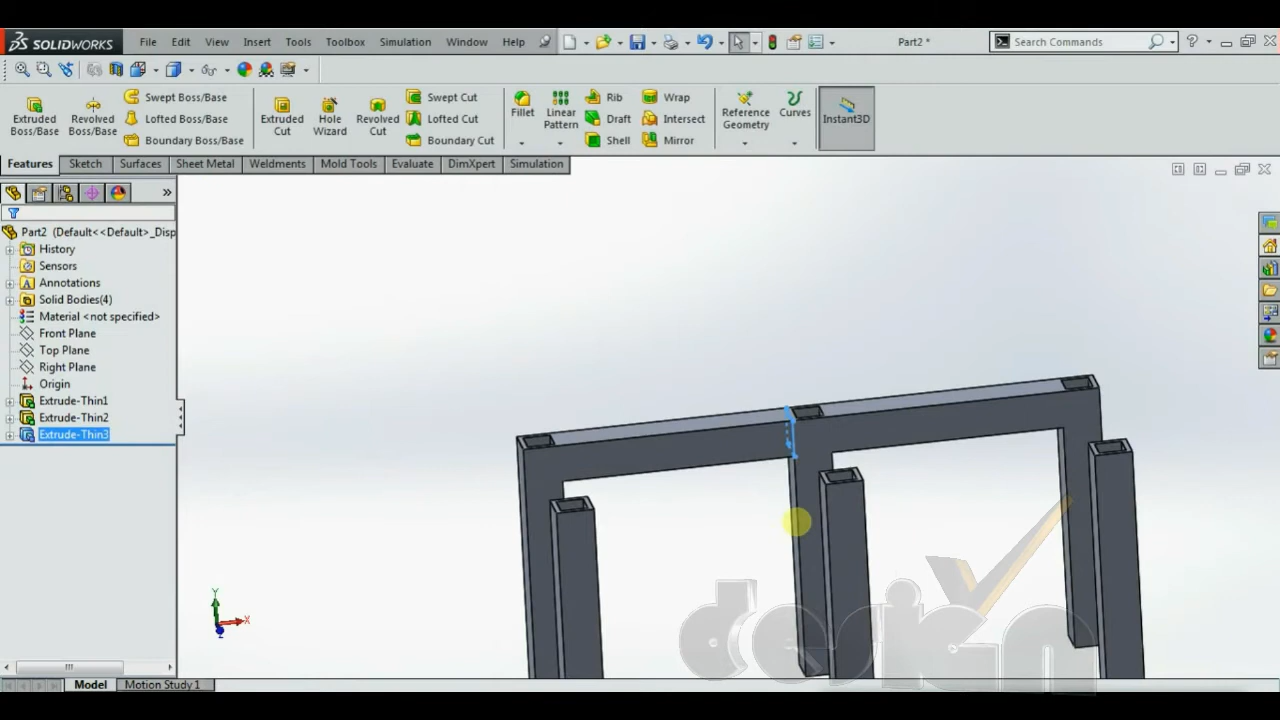 SOLIDWORKS File Edit View Insert Tools Toolbox Simulation Window Help Part2 * Search Commands
Extruded Boss/Base Revolved Boss/Base Swept Boss/Base Lofted Boss/Base Boundary Boss/Base Extruded Cut Hole Wizard Revolved Cut Swept Cut Lofted Cut Boundary Cut Fillet Linear Pattern Rib Draft Shell Wrap Intersect Mirror Reference Geometry Curves Instant3D
Features Sketch Surfaces Sheet Metal Weldments Mold Tools Evaluate DimXpert Simulation
Part2 (Default<<Default>_Disp
History
Sensors
Annotations
Solid Bodies(4)
Material <not specified>
Front Plane
Top Plane
Right Plane
Origin
Extrude-Thin1
Extrude-Thin2
Extrude-Thin3
Y
X
Z
design
Model Motion Study 1